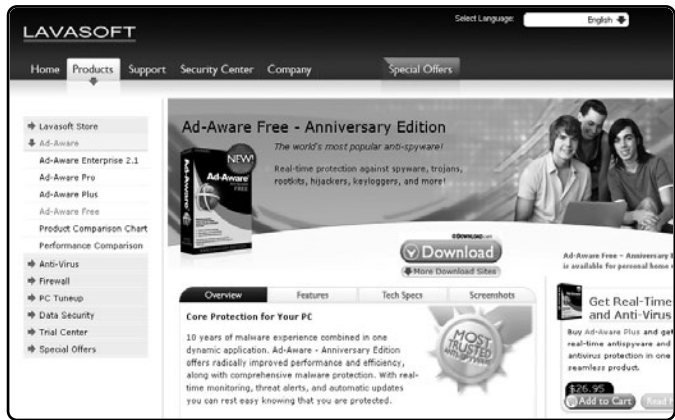 Select Language:
English
LAVASOFT
Home Products Support Security Center Company Special Offers
Lavasoft Store
Ad-Aware
Ad-Aware Enterprise 2.1
Ad-Aware Pro
Ad-Aware Plus
Ad-Aware Free
Product Comparison Chart
Performance Comparison
Anti-Virus
Firewall
PC Tuneup
Data Security
Trial Center
Special Offers
Ad-Aware Free - Anniversary Edition
The world's most popular anti-spyware!
Real-time protection against spyware, trojans,
rootkits, hijackers, keyloggers, and more!
NEW!
Ad-Aware
FREE
Ad-Aware
Download
More Download Sites
Ad-Aware Free - Anniversary
is available for personal home
Overview Features Tech Specs Screenshots
Core Protection for Your PC
10 years of malware experience combined in one
dynamic application. Ad-Aware - Anniversary Edition
offers radically improved performance and efficiency,
along with comprehensive malware protection. With real-
time monitoring, threat alerts, and automatic updates
you can rest easy knowing that you are protected.
MOST
TRUSTED
ANTI-SPYWARE
Get Real-Time
and Anti-Virus
Buy Ad-Aware Plus and get
real-time antispyware and
antivirus protection in one
seamless product.
$26.95
Add to Cart Read